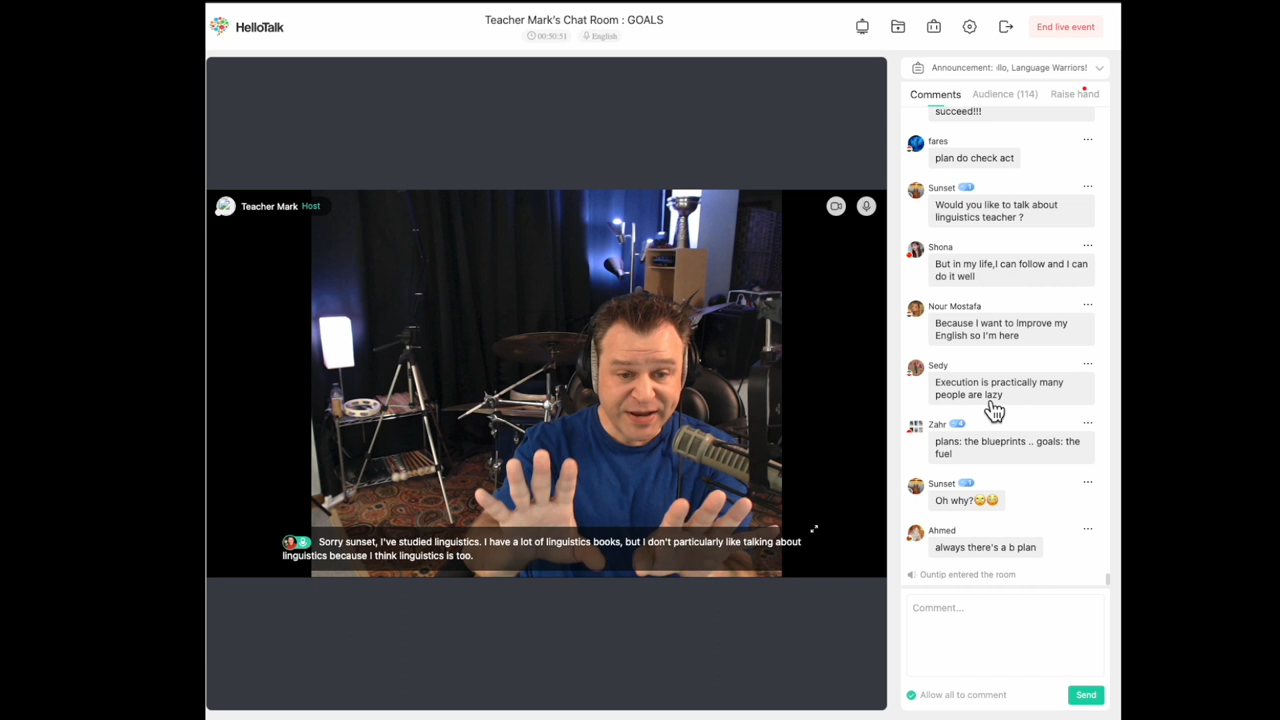 HelloTalk
Teacher Mark's Chat Room : GOALS
00:50:51
English
End live event
Announcement: ello, Language Warriors!
Comments
Audience (114)
Raise hand
succeed!!!
fares
plan do check act
Sunset
Would you like to talk about
linguistics teacher ?
Shona
But in my life,I can follow and I can
do it well
Nour Mostafa
Because I want to improve my
English so I'm here
Sedy
Execution is practically many
people are lazy
Zahr
plans: the blueprints .. goals: the
fuel
Sunset
Oh why?😏😋
Ahmed
always there's a b plan
Ountip entered the room
Comment...
Allow all to comment
Send
Teacher Mark Host
Sorry sunset, I've studied linguistics. I have a lot of linguistics books, but I don't particularly like talking about
linguistics because I think linguistics is too.